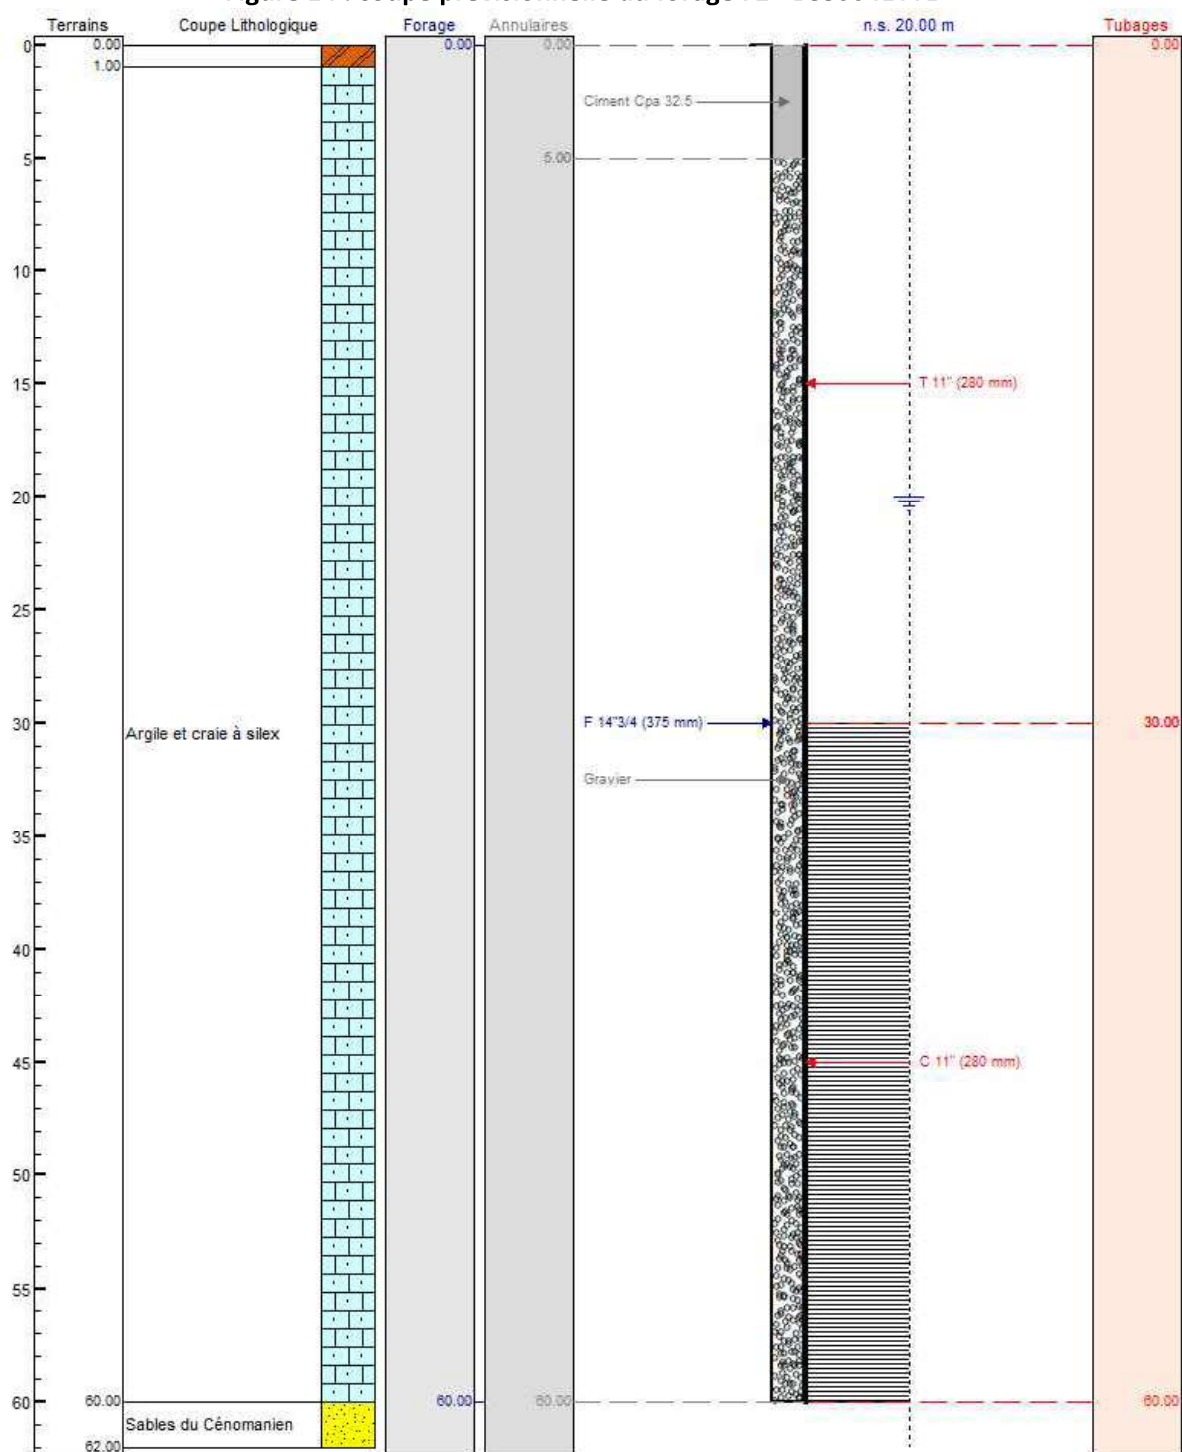 Terrains Coupe Lithologique Forage Annulaires n.s. 20.00 m Tubages
0 0.00 0.00 0.00 0.00
1.00
Ciment Cpa 32.5
5 5.00
10
15 T 11" (280 mm)
20
25
30 F 14"3/4 (375 mm) 30.00
Argile et craie à silex
Gravier
35
40
45 C 11" (280 mm)
50
55
60 60.00 60.00 60.00 60.00
Sables du Cénomanien
62.00